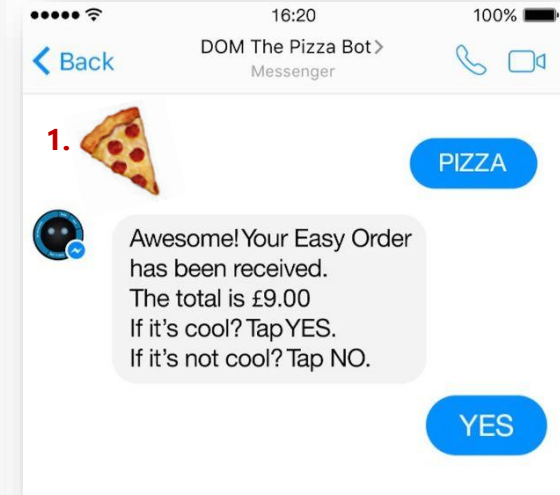 16:20
100%
Back
DOM The Pizza Bot>
Messenger
1.
PIZZA
Awesome! Your Easy Order
has been received.
The total is £9.00
If it's cool? Tap YES.
If it's not cool? Tap NO.
YES